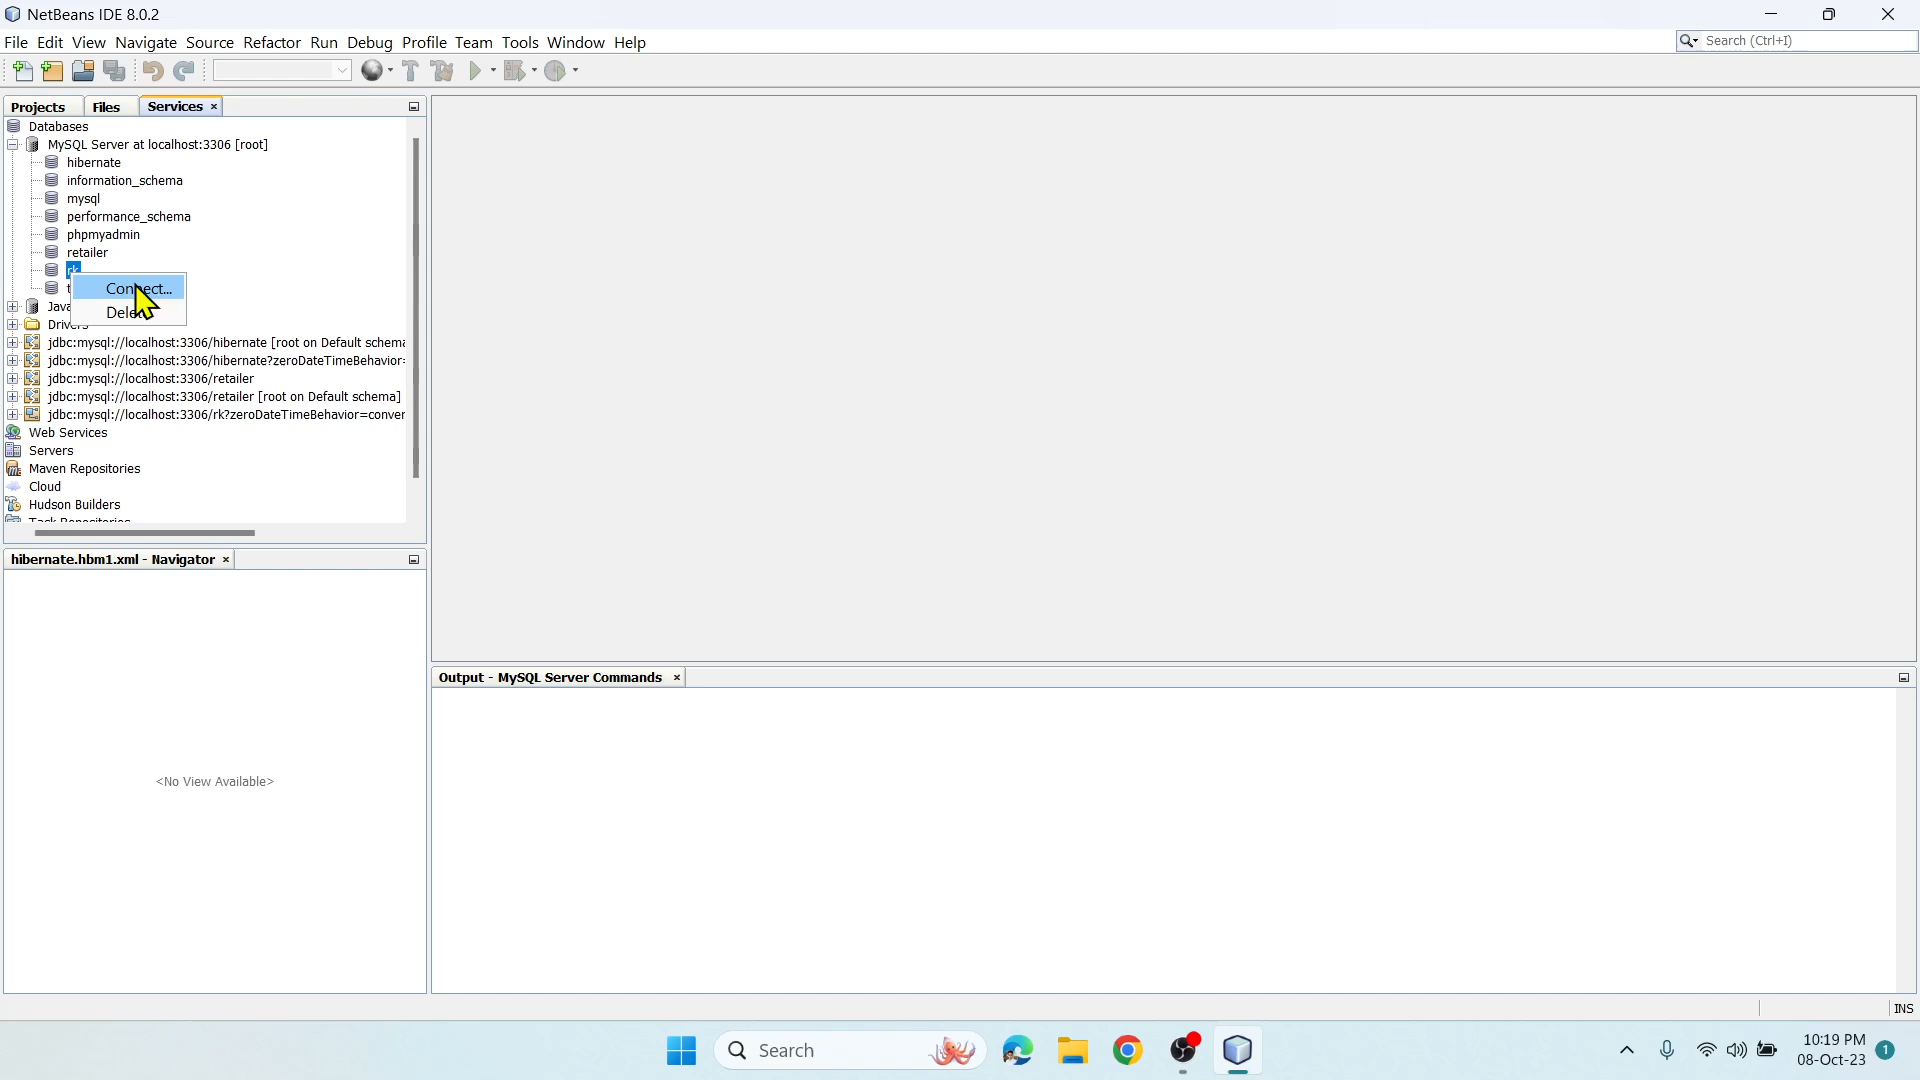 NetBeans IDE 8.0.2
File Edit View Navigate Source Refactor Run Debug Profile Team Tools Window Help
Search (Ctrl+I)
Projects Files Services
Databases
MySQL Server at localhost:3306 [root]
hibernate
information_schema
mysql
performance_schema
phpmyadmin
retailer
rk
Connect...
Java
jdbc:mysql://localhost:3306/hibernate [root on Default schema
jdbc:mysql://localhost:3306/hibernate?zeroDateTimeBehavior=
jdbc:mysql://localhost:3306/retailer
jdbc:mysql://localhost:3306/retailer [root on Default schema]
jdbc:mysql://localhost:3306/rk?zeroDateTimeBehavior=conver
Web Services
Servers
Maven Repositories
Cloud
Hudson Builders
Task Repositories
hibernate.hbm1.xml - Navigator
<No View Available>
Output - MySQL Server Commands
INS
Search
10:19 PM
08-Oct-23
1